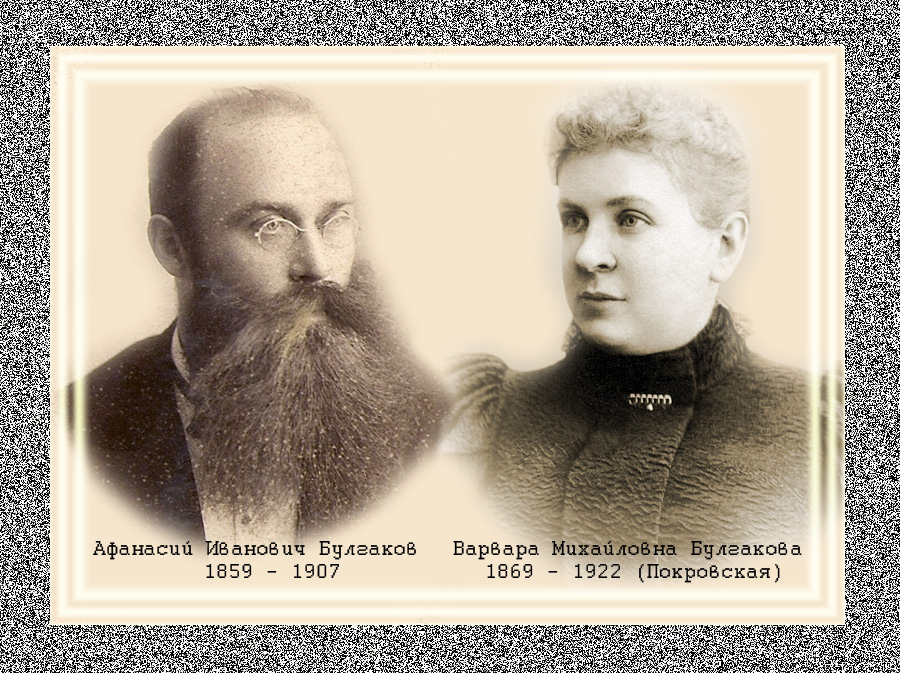 Афанасий Иванович Булгаков
1859 - 1907
Варвара Михайловна Булгакова
1869 - 1922 (Покровская)